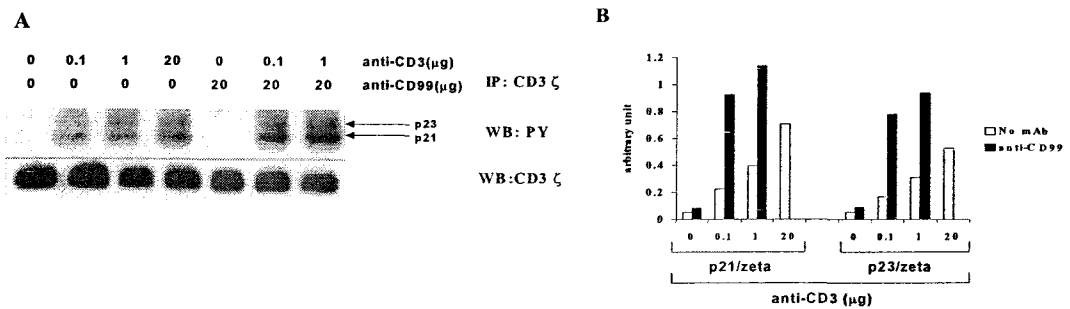 A
0 0.1 1 20 0 0.1 1 anti-CD3(μg)
0 0 0 0 20 20 20 anti-CD99(μg)
IP: CD3 ζ
p23
p21
WB: PY
WB:CD3 ζ
B
1.2
1
0.8
0.6
0.4
0.2
0
arbitrary unit
No mAb
anti-CD99
0 0.1 1 20 0 0.1 1 20
p21/zeta p23/zeta
anti-CD3 (μg)